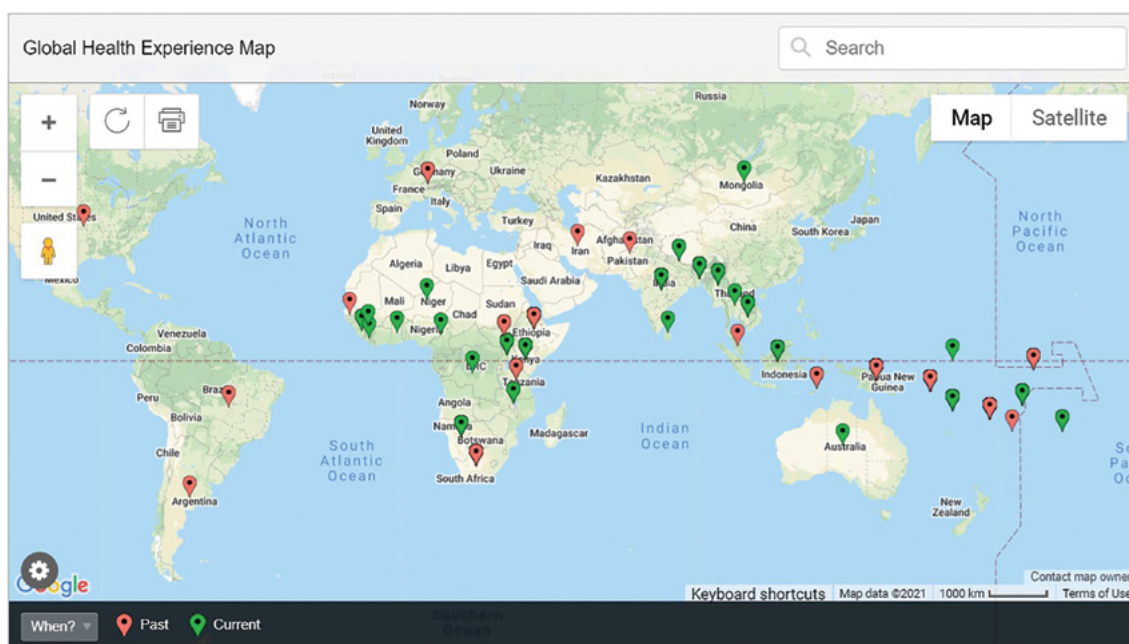 Global Health Experience Map
Search
+
−
Map
Satellite
Russia
Norway
United
Kingdom
Poland
Germany
Ukraine
Kazakhstan
Mongolia
France
Italy
Spain
Turkey
United States
North
Atlantic
Ocean
Iraq
Iran
Afghanistan
Pakistan
China
South Korea
Japan
North
Pacific
Ocean
Mexico
Algeria
Libya
Egypt
Saudi Arabia
India
Thailand
Mali
Niger
Chad
Sudan
Nigeria
Ethiopia
Venezuela
Colombia
DRC
Kenya
Tanzania
Indonesia
Papua New
Guinea
Brazil
Peru
Bolivia
Angola
Namibia
Botswana
Madagascar
Indian
Ocean
Australia
Chile
South
Atlantic
Ocean
South Africa
Argentina
New
Zealand
Google
Contact map owner
Keyboard shortcuts
Map data ©2021
1000 km
Terms of Use
When?
Past
Current
Southern
Ocean